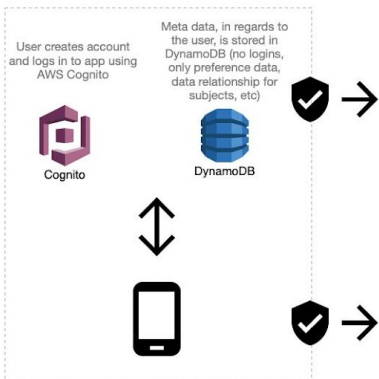 User creates account
and logs in to app using
AWS Cognito
Meta data, in regards to
the user, is stored in
DynamoDB (no logins,
only preference data,
data relationship for
subjects, etc)
Cognito
DynamoDB